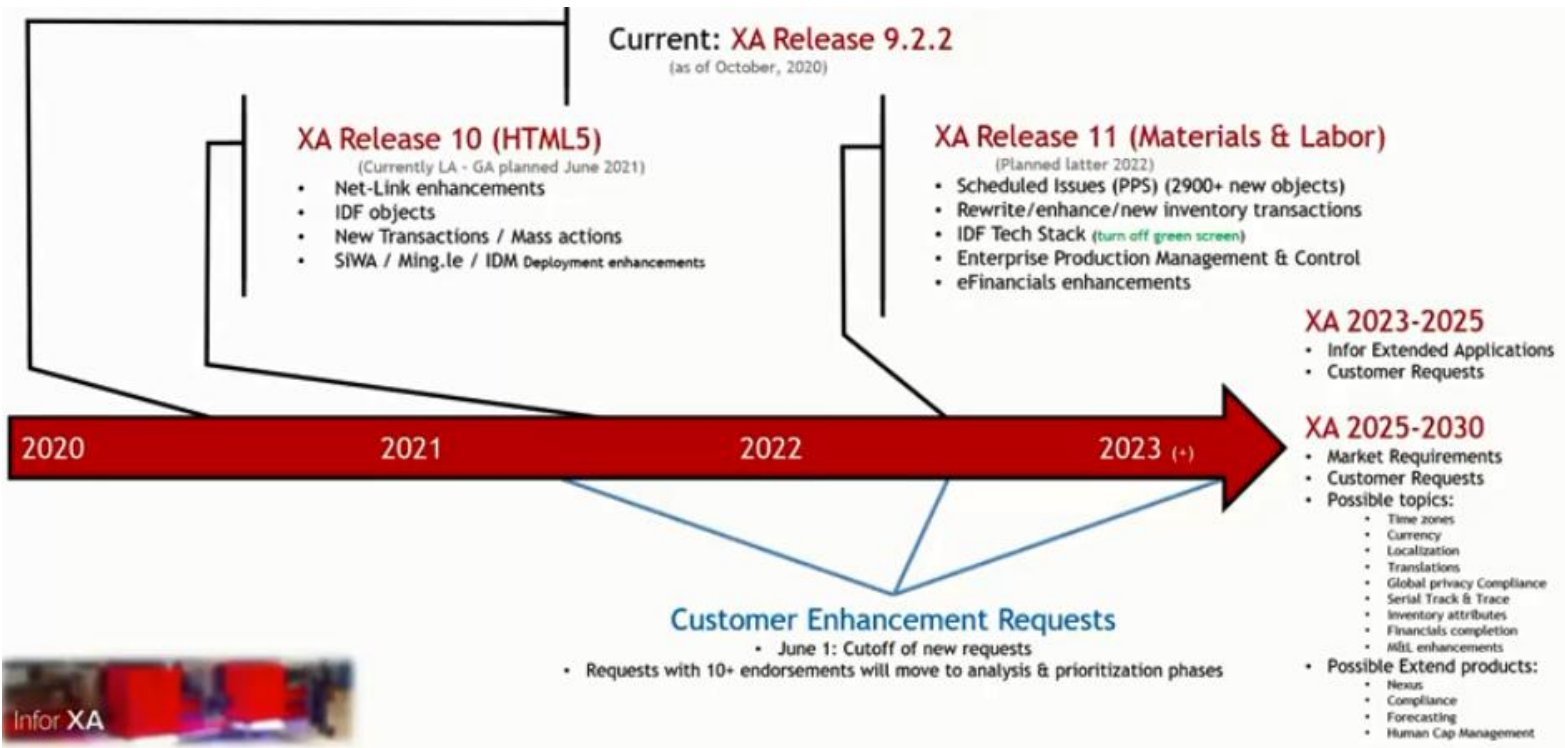 Current: XA Release 9.2.2
(as of October, 2020)
XA Release 10 (HTML5)
(Currently LA - GA planned June 2021)
• Net-Link enhancements
• IDF objects
• New Transactions / Mass actions
• SiWA / Ming.le / IDM Deployment enhancements
XA Release 11 (Materials & Labor)
(Planned latter 2022)
• Scheduled Issues (PPS) (2900+ new objects)
• Rewrite/enhance/new inventory transactions
• IDF Tech Stack (turn off green screen)
• Enterprise Production Management & Control
• eFinancials enhancements
XA 2023-2025
• Infor Extended Applications
• Customer Requests
2020 2021 2022 2023 (+)
XA 2025-2030
• Market Requirements
• Customer Requests
• Possible topics:
• Time zones
• Currency
• Localization
• Translations
• Global privacy Compliance
• Serial Track & Trace
• Inventory attributes
• Financials completion
• M&L enhancements
• Possible Extend products:
• Nexus
• Compliance
• Forecasting
• Human Cap Management
Customer Enhancement Requests
• June 1: Cutoff of new requests
• Requests with 10+ endorsements will move to analysis & prioritization phases
Infor XA